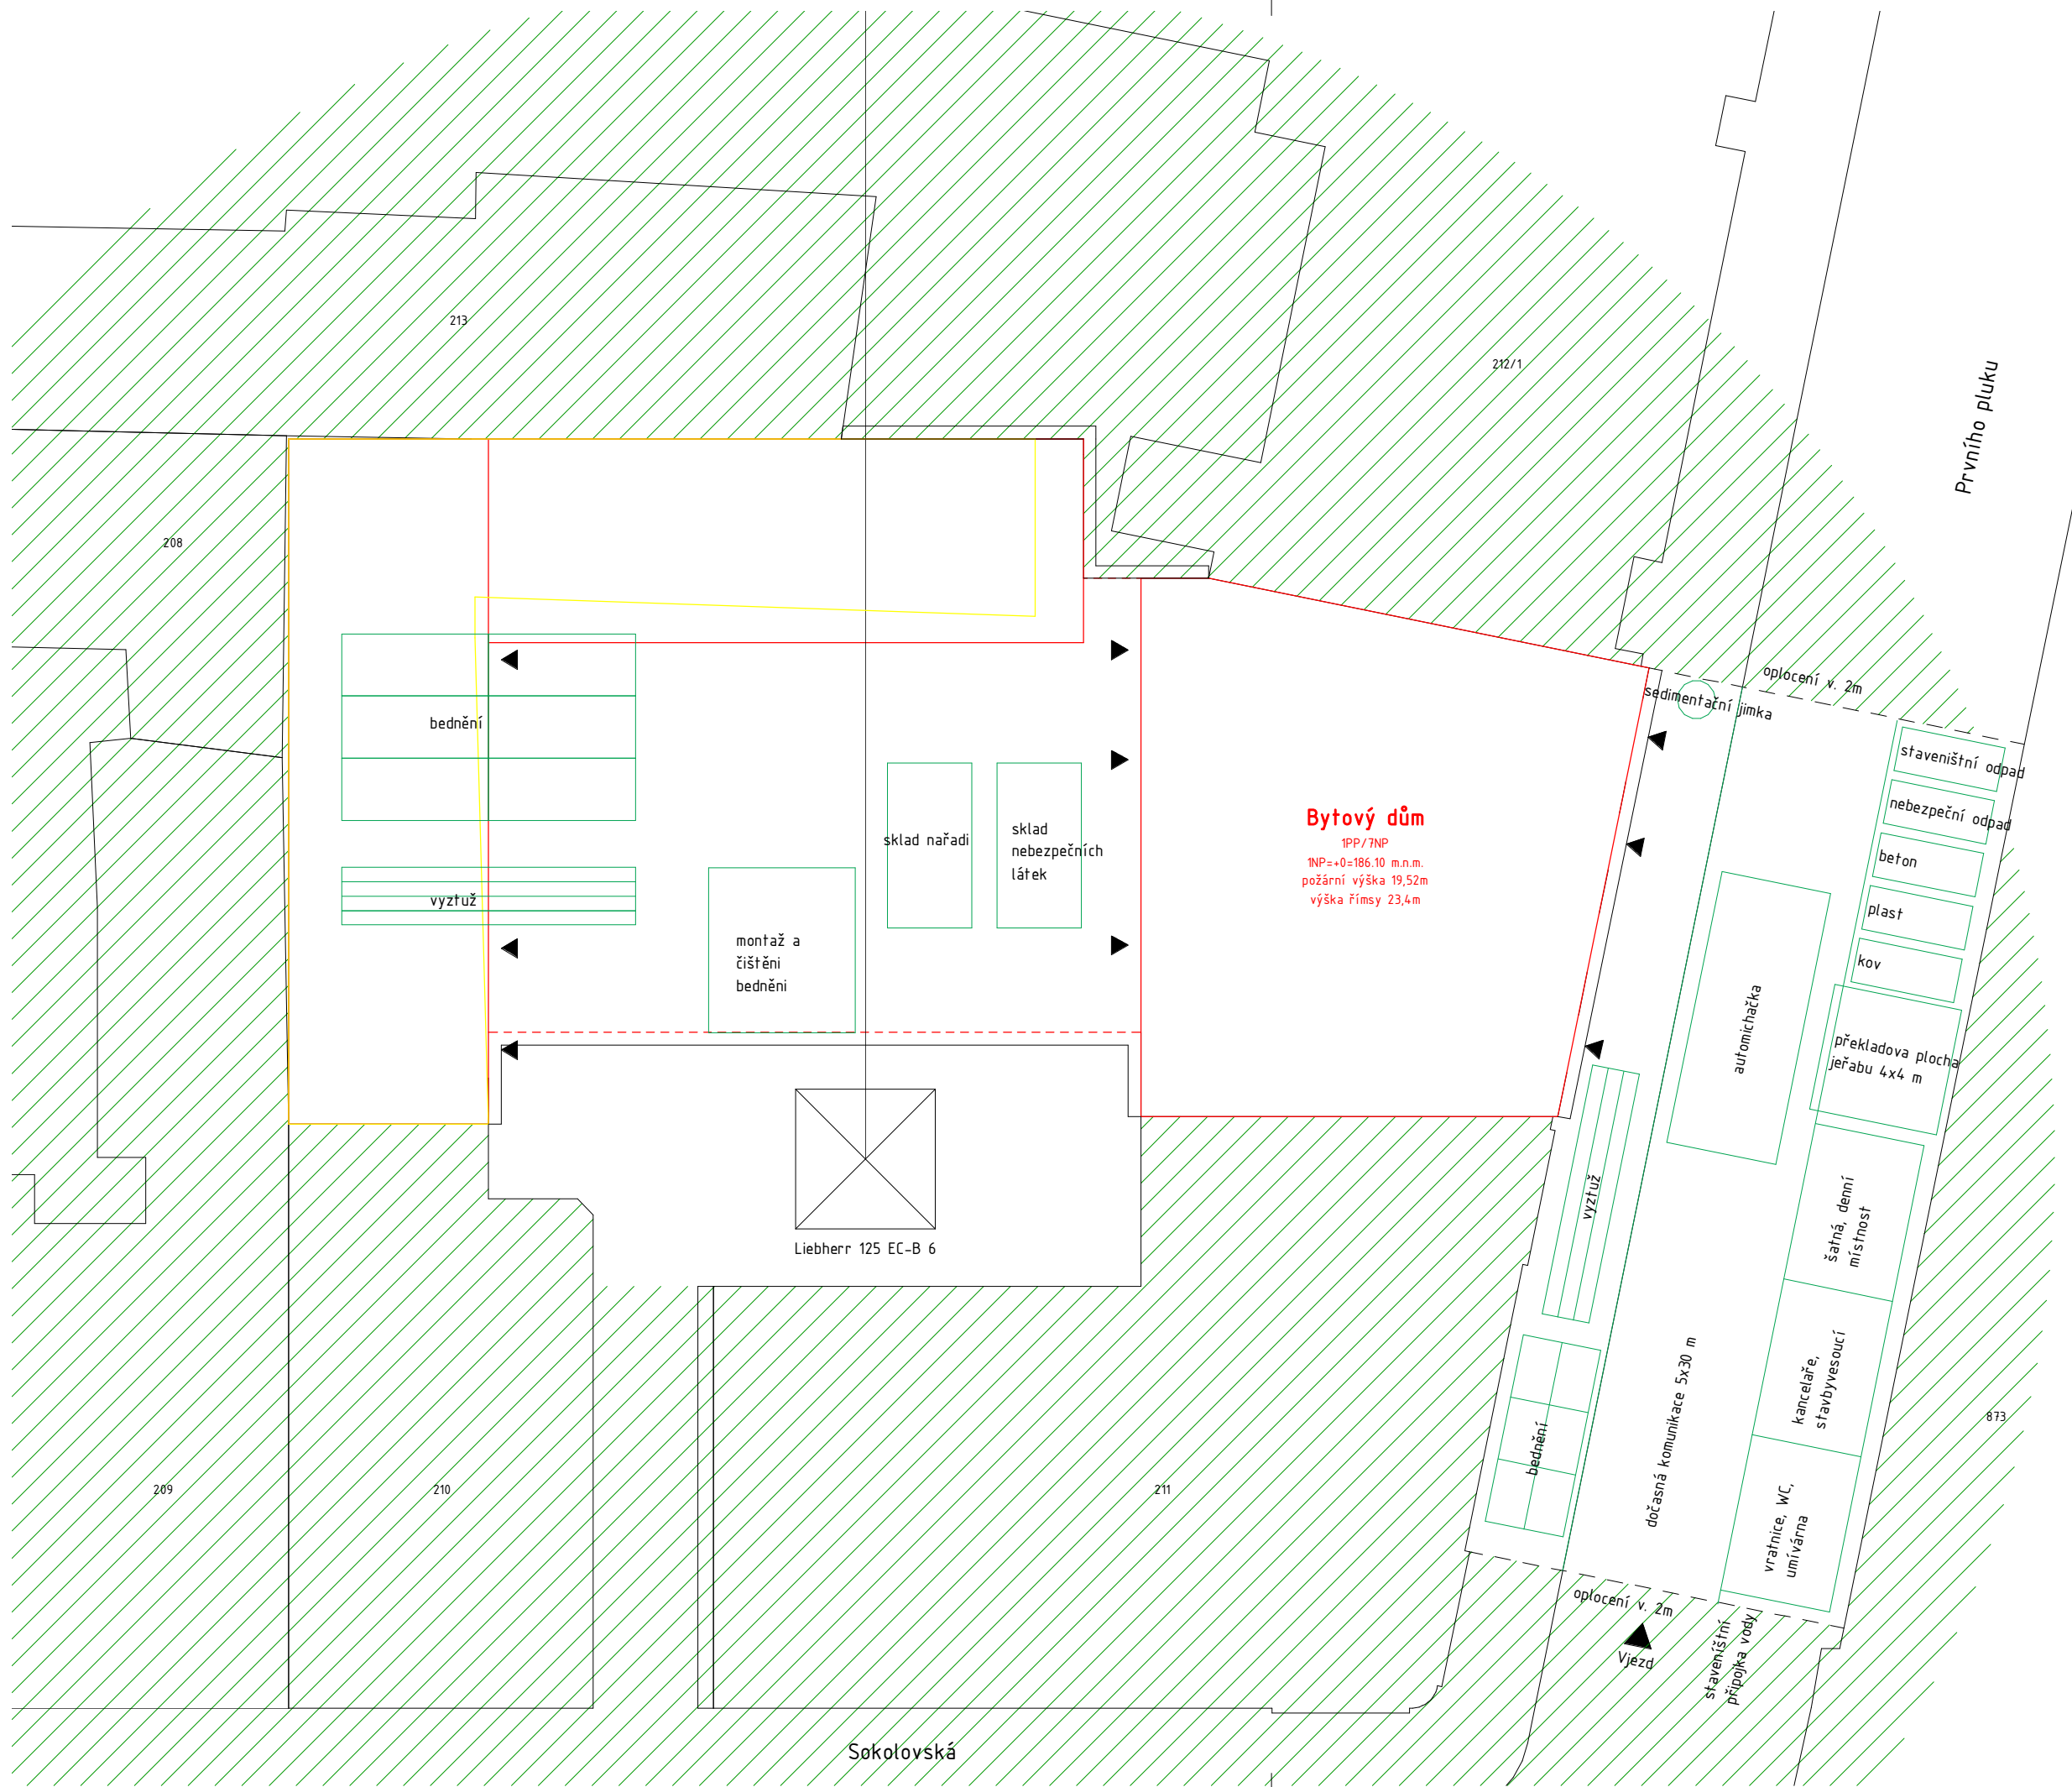 213
212/1
Prvního pluku
208
oplocení v. 2m
sedimentační jimka
bednění
staveništní odpad
nebezpeční odpad
beton
plast
kov
sklad nařadi
sklad
nebezpečních
látek
Bytový dům
1PP/7NP
1NP=+0=186.10 m.n.m.
požární výška 19,52m
výška římsy 23,4m
vyztuž
montaž a
čištěni
bedněni
automichačka
překladova plocha
jeřabu 4x4 m
vyztuž
šatná, denní
místnost
Liebherr 125 EC-B 6
kanceláře,
stavbyvesoucí
dočasná komunikace 5x30 m
bednění
873
209
210
211
vratnice, WC,
umívárna
oplocení v. 2m
Vjezd
staveništní
připojka vody
Sokolovská